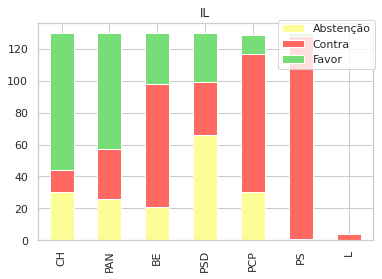 IL
Abstenção
Contra
Favor
120
100
80
60
40
20
0
CH
PAN
BE
PSD
PCP
PS
L